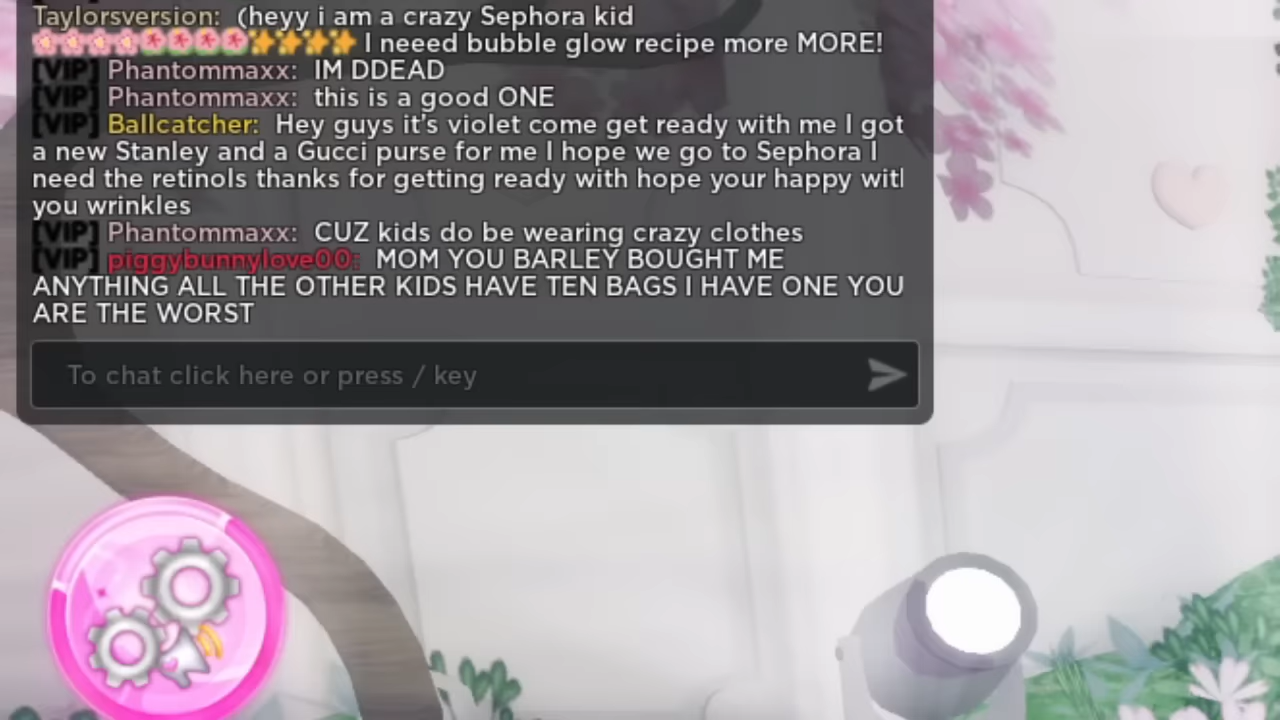 Taylorsversion: (heyy i am a crazy Sephora kid
🌸🌸🌸🌸🌺🌺🌺🌺✨✨✨✨ I neeed bubble glow recipe more MORE!
[VIP] Phantommaxx: IM DDEAD
[VIP] Phantommaxx: this is a good ONE
[VIP] Ballcatcher: Hey guys it's violet come get ready with me I got
a new Stanley and a Gucci purse for me I hope we go to Sephora I
need the retinols thanks for getting ready with hope your happy with
you wrinkles
[VIP] Phantommaxx: CUZ kids do be wearing crazy clothes
[VIP] piggybunnylove00: MOM YOU BARLEY BOUGHT ME
ANYTHING ALL THE OTHER KIDS HAVE TEN BAGS I HAVE ONE YOU
ARE THE WORST
To chat click here or press / key